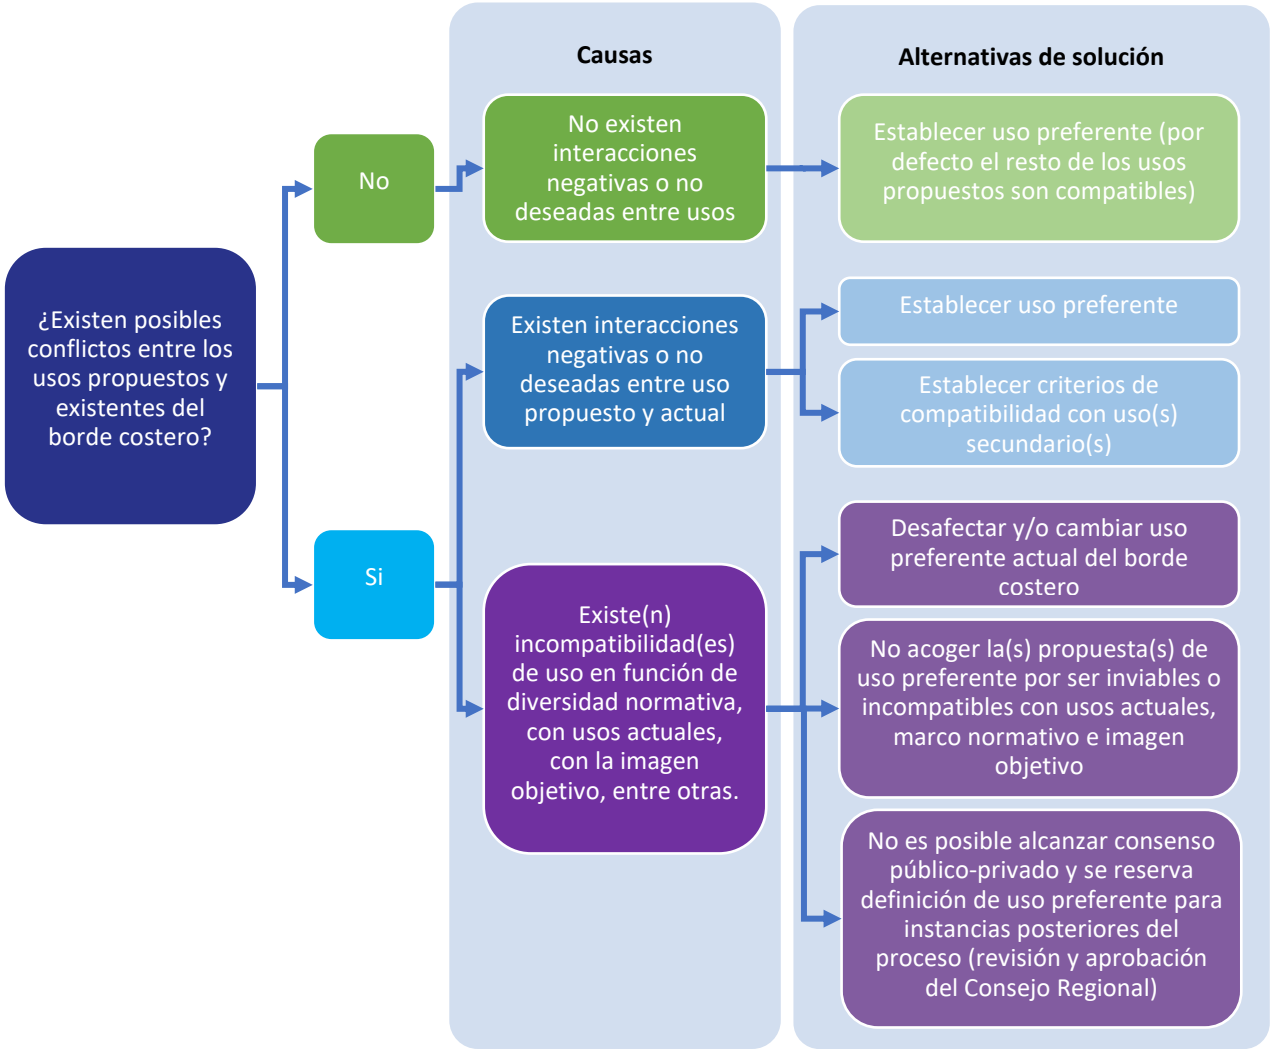 ¿Existen posibles
conflictos entre los
usos propuestos y
existentes del
borde costero?
No
Si
Causas
No existen
interacciones
negativas o no
deseadas entre usos
Existen interacciones
negativas o no
deseadas entre uso
propuesto y actual
Existe(n)
incompatibilidad(es)
de uso en función de
diversidad normativa,
con usos actuales,
con la imagen
objetivo, entre otras.
Alternativas de solución
Establecer uso preferente (por
defecto el resto de los usos
propuestos son compatibles)
Establecer uso preferente
Establecer criterios de
compatibilidad con uso(s)
secundario(s)
Desafectar y/o cambiar uso
preferente actual del borde
costero
No acoger la(s) propuesta(s) de
uso preferente por ser inviables o
incompatibles con usos actuales,
marco normativo e imagen
objetivo
No es posible alcanzar consenso
público-privado y se reserva
definición de uso preferente para
instancias posteriores del
proceso (revisión y aprobación
del Consejo Regional)